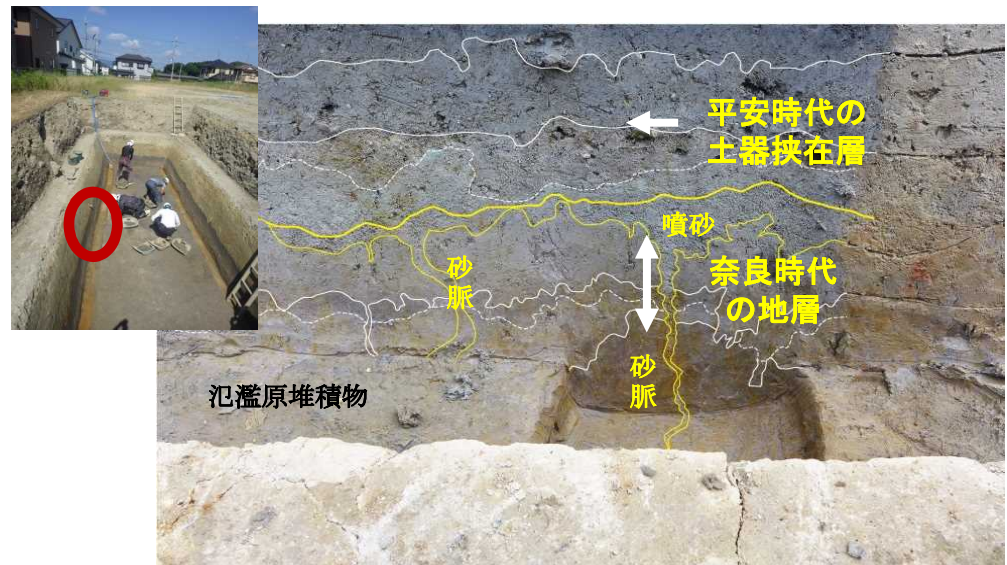 平安時代の
土器挟在層
噴砂
砂脈
奈良時代
の地層
砂脈
氾濫原堆積物